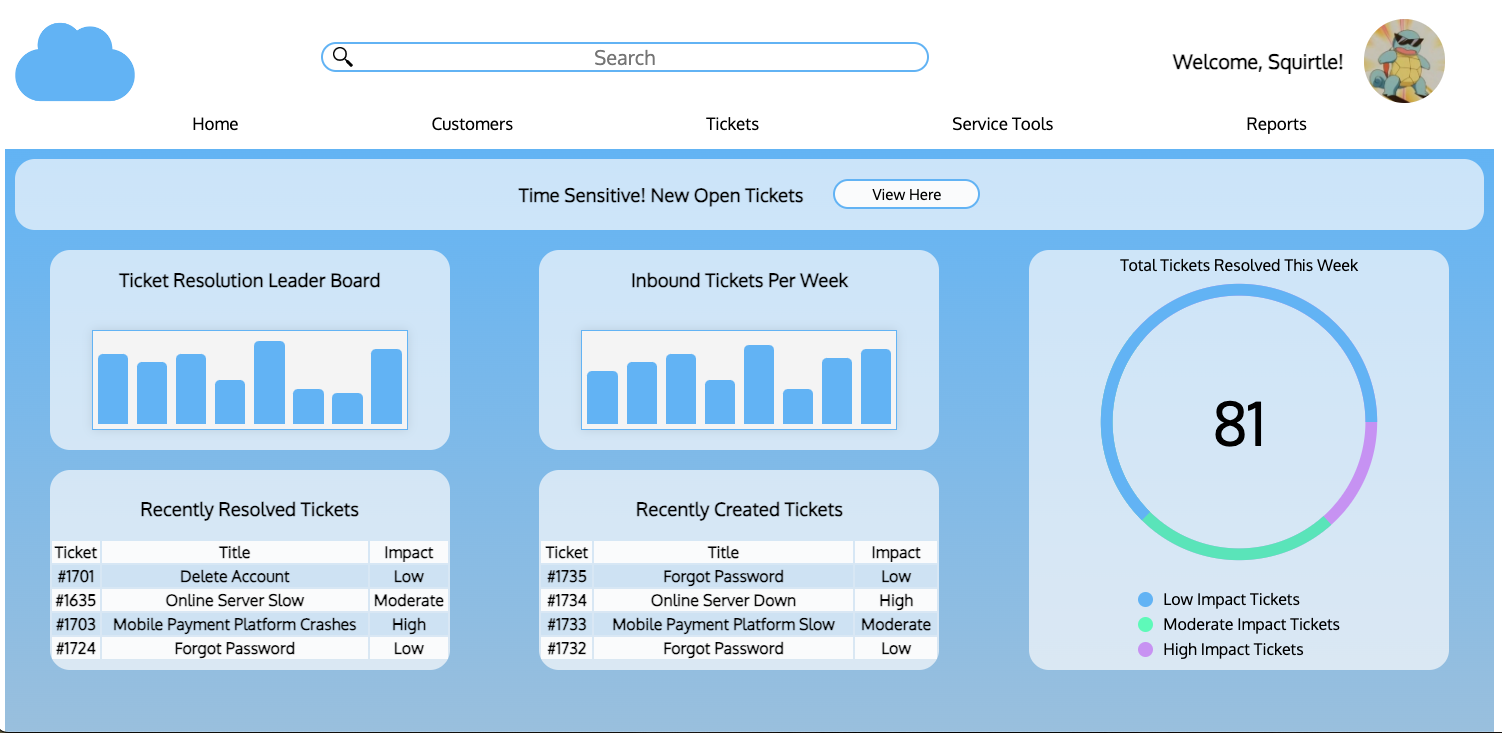 Search
Welcome, Squirtle!
Home Customers Tickets Service Tools Reports
Time Sensitive! New Open Tickets View Here
Ticket Resolution Leader Board
Inbound Tickets Per Week
Total Tickets Resolved This Week
81
Low Impact Tickets
Moderate Impact Tickets
High Impact Tickets
Recently Resolved Tickets
Ticket Title Impact
#1701 Delete Account Low
#1635 Online Server Slow Moderate
#1703 Mobile Payment Platform Crashes High
#1724 Forgot Password Low
Recently Created Tickets
Ticket Title Impact
#1735 Forgot Password Low
#1734 Online Server Down High
#1733 Mobile Payment Platform Slow Moderate
#1732 Forgot Password Low